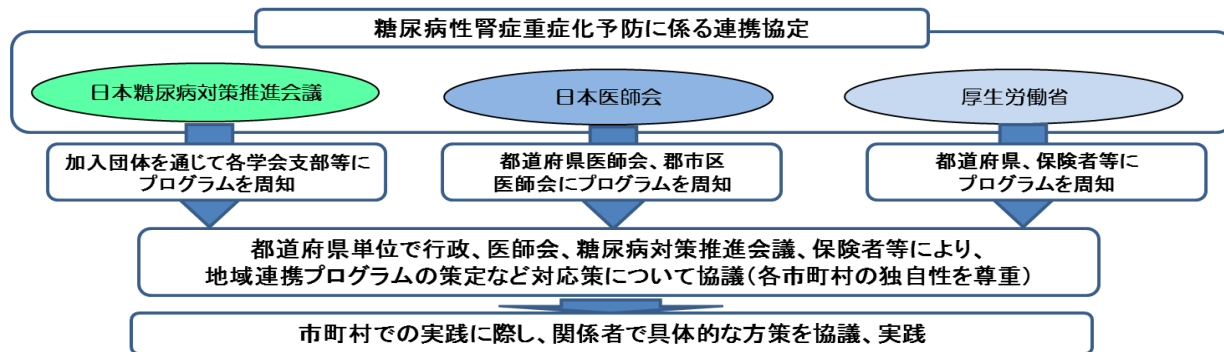 糖尿病性腎症重症化予防に係る連携協定
日本糖尿病対策推進会議
日本医師会
厚生労働省
加入団体を通じて各学会支部等に
プログラムを周知
都道府県医師会、郡市区
医師会にプログラムを周知
都道府県、保険者等に
プログラムを周知
都道府県単位で行政、医師会、糖尿病対策推進会議、保険者等により、
地域連携プログラムの策定など対応策について協議（各市町村の独自性を尊重）
市町村での実践に際し、関係者で具体的な方策を協議、実践